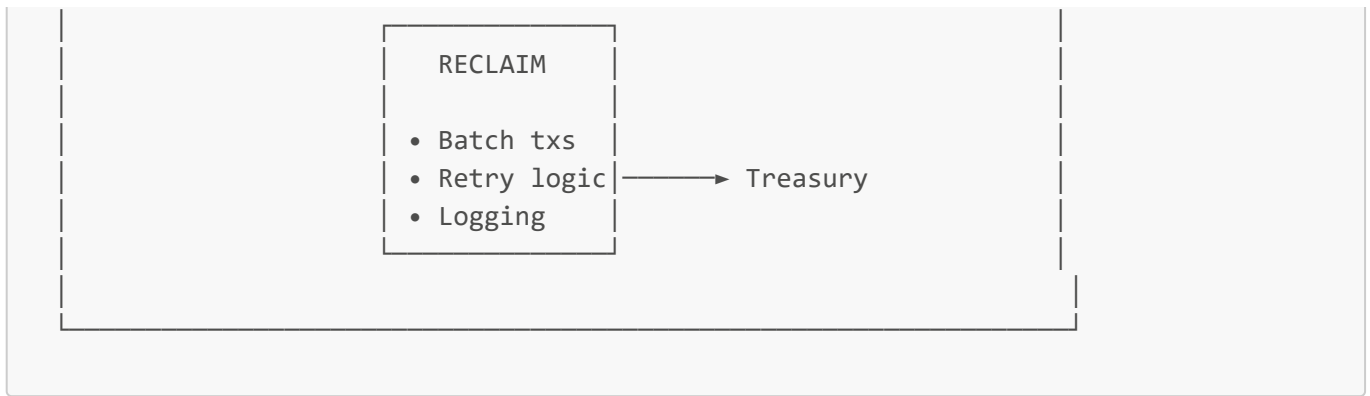 RECLAIM
• Batch txs
• Retry logic ──────► Treasury
• Logging